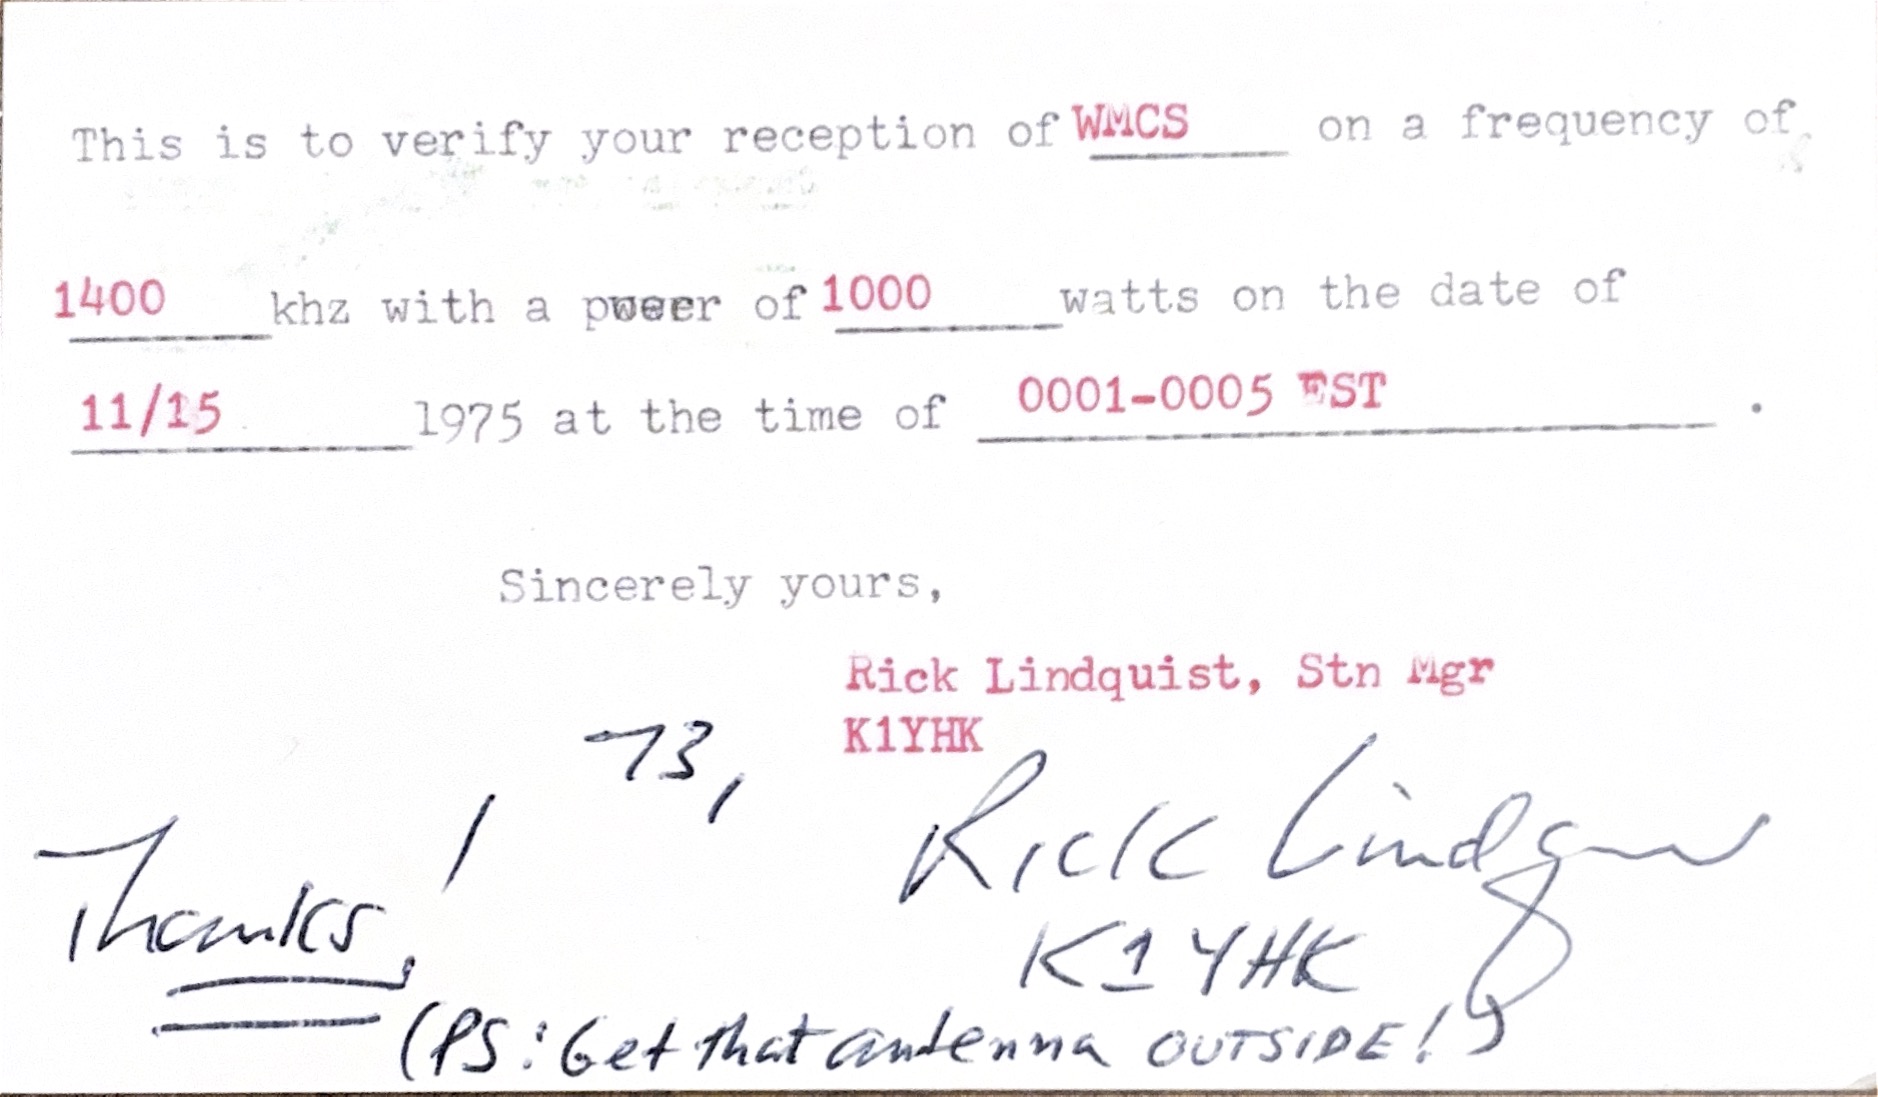 This is to verify your reception of WMCS on a frequency of
1400 khz with a power of 1000 watts on the date of
11/15 1975 at the time of 0001-0005 EST .
Sincerely yours,
Rick Lindquist, Stn Mgr
K1YHK
73,
Thanks!
Rick Lindquist
K1YHK
(PS: Get that antenna OUTSIDE!)